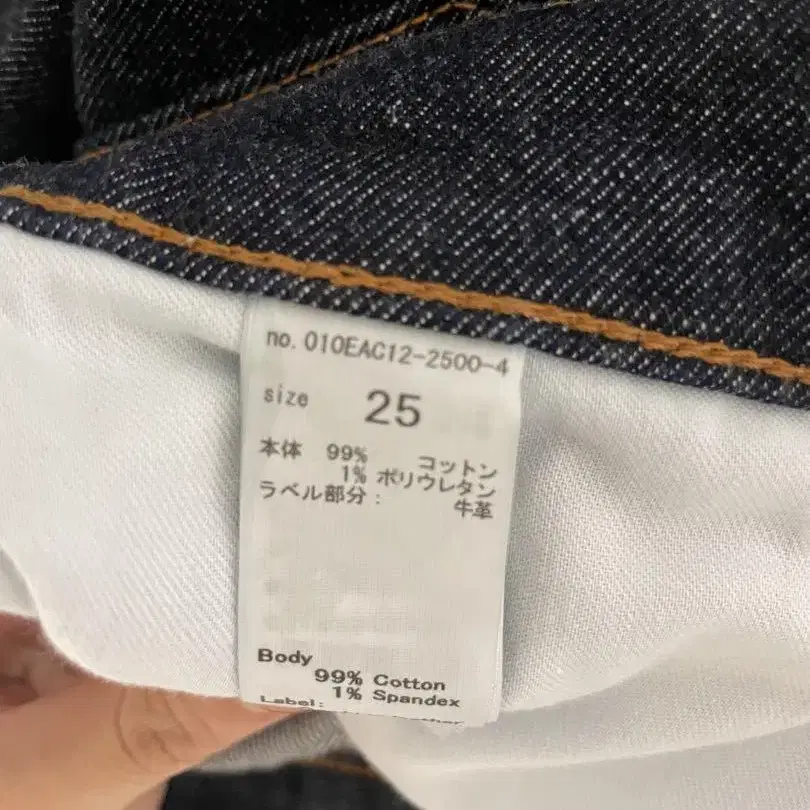 no. 010EAC12-2500-4
size 25
本体 99% コットン
1% ポリウレタン
ラベル部分: 牛革
Body
99% Cotton
1% Spandex
Label: